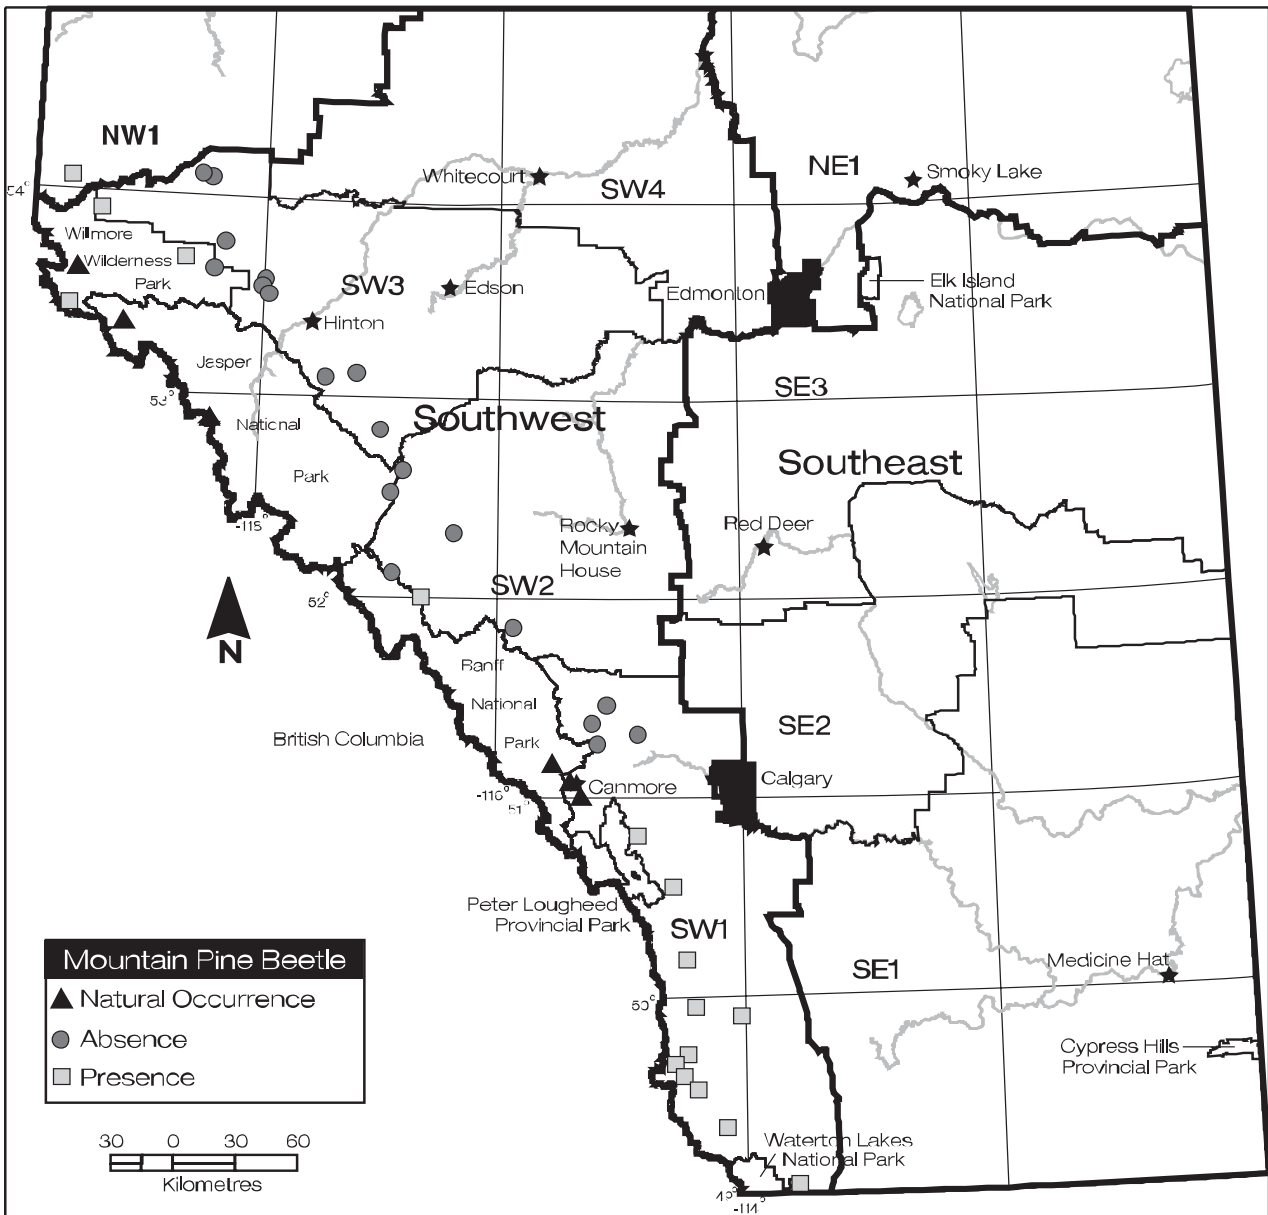 NW1
NE1
Smoky Lake
Whitecourt
SW4
54°
Wilmore
Wilderness
Park
SW3
Edson
Edmonton
Elk Island
National Park
Hinton
Jasper
National
Park
53°
SE3
Southwest
Southeast
-118°
Rocky
Mountain
House
Red Deer
SW2
52°
N
Banff
National
Park
British Columbia
SE2
Calgary
Canmore
-116°
51°
Peter Lougheed
Provincial Park
SW1
SE1
Medicine Hat
50°
Cypress Hills
Provincial Park
Mountain Pine Beetle
Natural Occurrence
Absence
Presence
30 0 30 60
Kilometres
Waterton Lakes
National Park
49°
-114°